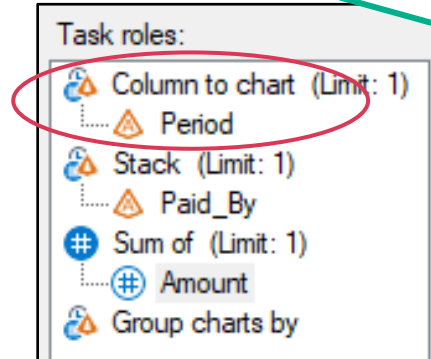 Task roles:
Column to chart (Limit: 1)
Period
Stack (Limit: 1)
Paid_By
Sum of (Limit: 1)
Amount
Group charts by